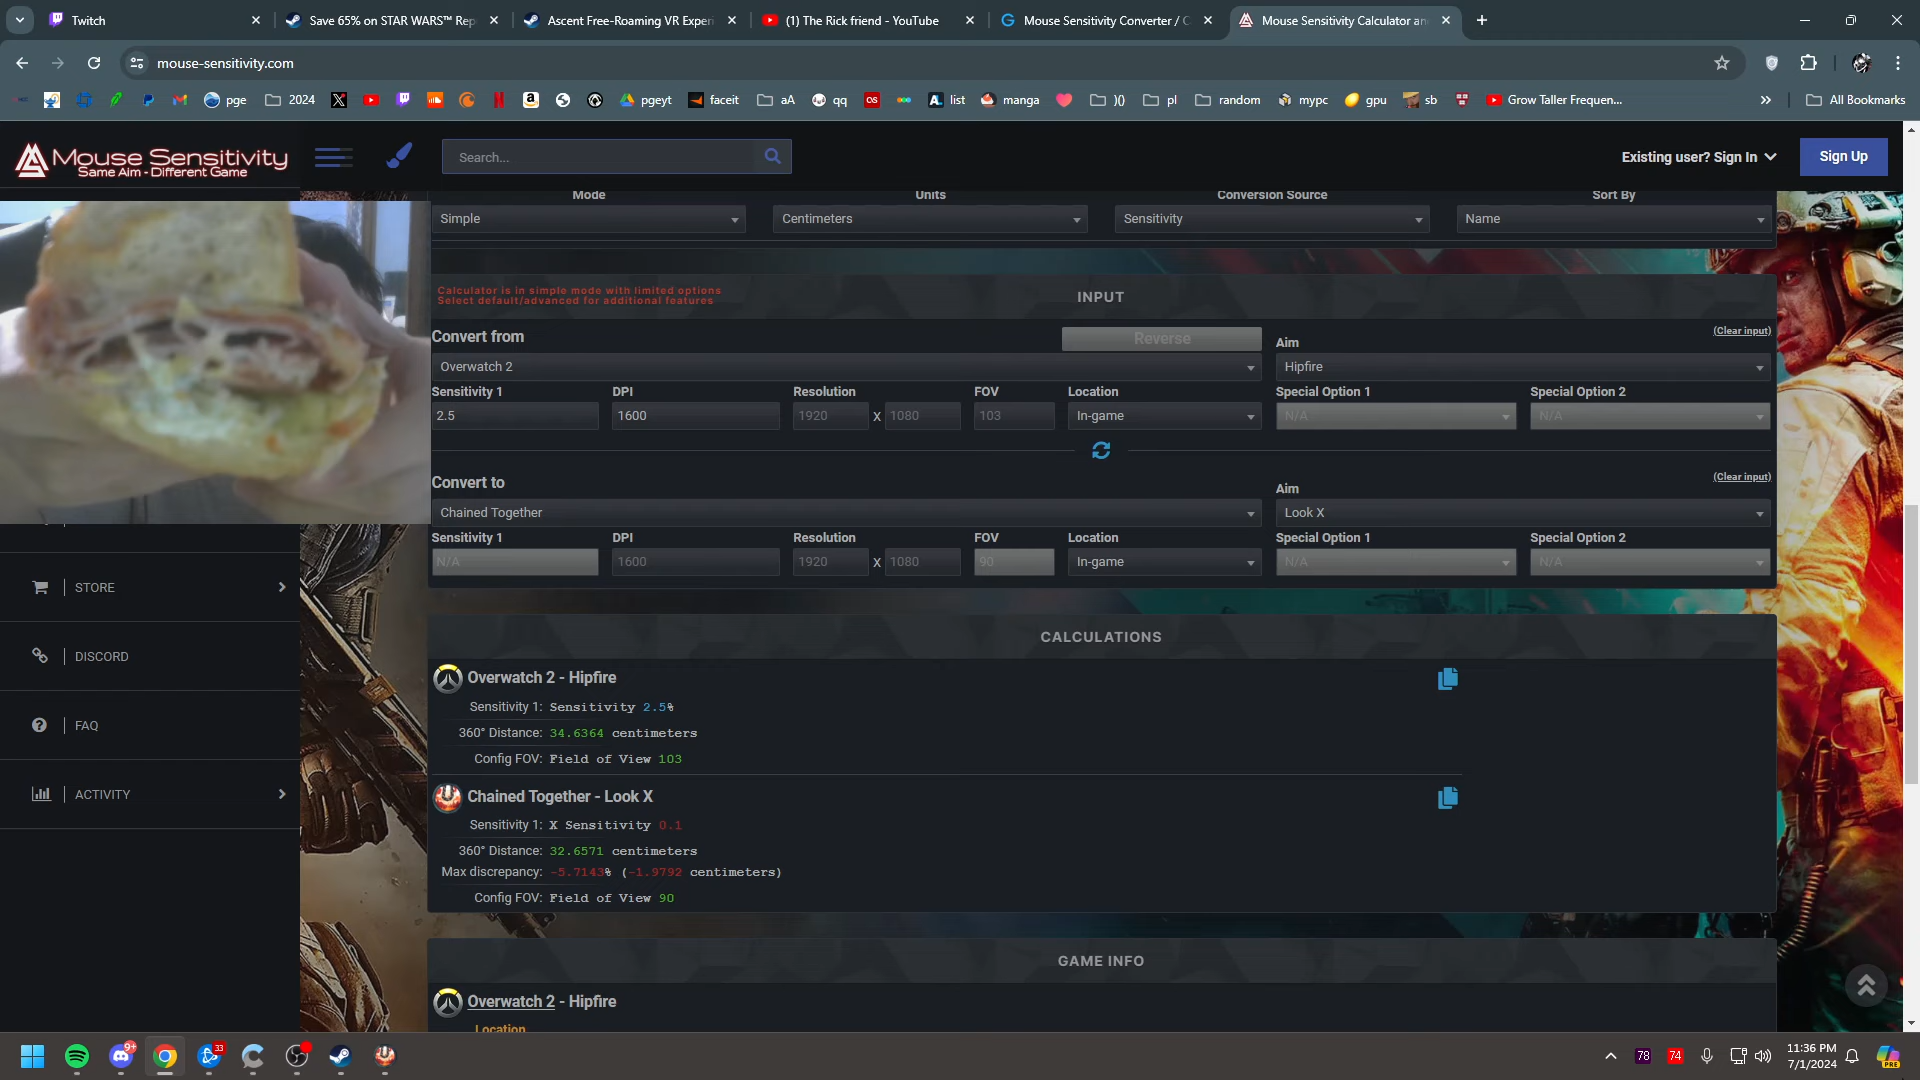 Twitch
Save 65% on STAR WARS™ Rep
Ascent Free-Roaming VR Experi
(1) The Rick friend - YouTube
Mouse Sensitivity Converter / C
Mouse Sensitivity Calculator an
mouse-sensitivity.com
pge
2024
pgeyt
faceit
aA
qq
list
manga
)(
pl
random
mypc
gpu
sb
Grow Taller Frequen...
All Bookmarks
Mouse Sensitivity
Same Aim - Different Game
Search...
Existing user? Sign In
Sign Up
Mode
Units
Conversion Source
Sort By
Simple
Centimeters
Sensitivity
Name
Calculator is in simple mode with limited options
Select default/advanced for additional features
INPUT
Convert from
Reverse
(Clear input)
Aim
Overwatch 2
Hipfire
Sensitivity 1
DPI
Resolution
FOV
Location
Special Option 1
Special Option 2
2.5
1600
1920
X
1080
103
In-game
N/A
N/A
Convert to
(Clear input)
Aim
Chained Together
Look X
Sensitivity 1
DPI
Resolution
FOV
Location
Special Option 1
Special Option 2
N/A
1600
1920
X
1080
90
In-game
N/A
N/A
STORE
DISCORD
FAQ
ACTIVITY
CALCULATIONS
Overwatch 2 - Hipfire
Sensitivity 1: Sensitivity 2.5%
360° Distance: 34.6364 centimeters
Config FOV: Field of View 103
Chained Together - Look X
Sensitivity 1: X Sensitivity 0.1
360° Distance: 32.6571 centimeters
Max discrepancy: -5.7143% (-1.9792 centimeters)
Config FOV: Field of View 90
GAME INFO
Overwatch 2 - Hipfire
Location
9+
33
78
74
11:36 PM
7/1/2024
PRE